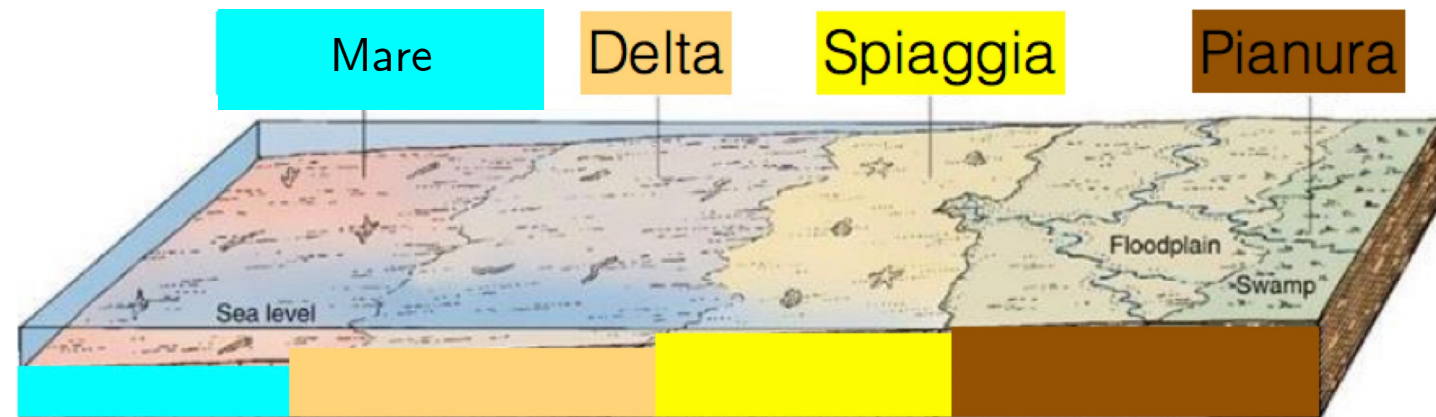 Mare
Delta
Spiaggia
Pianura
Floodplain
Swamp
Sea level